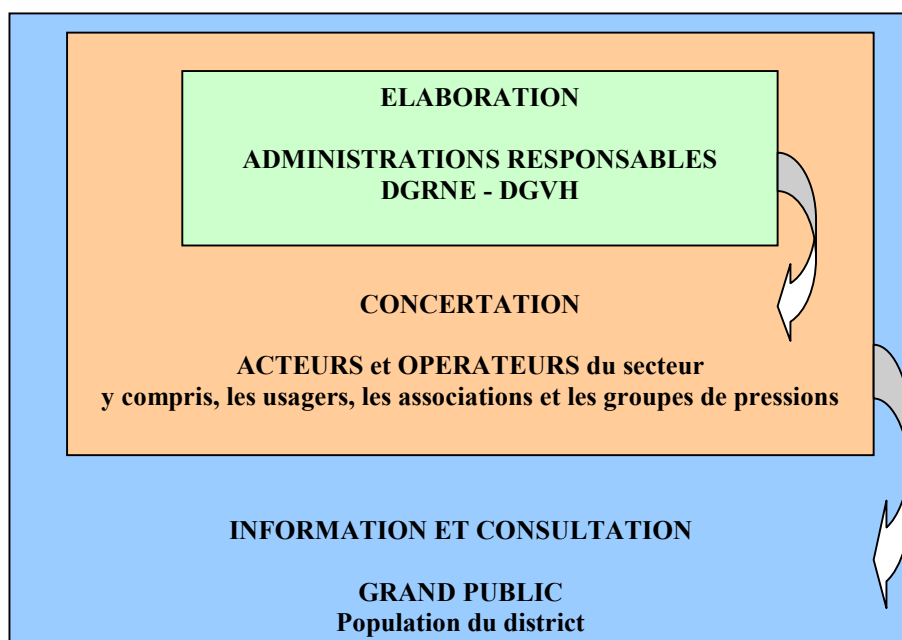 ELABORATION
ADMINISTRATIONS RESPONSABLES
DGRNE - DGVH
CONCERTATION
ACTEURS et OPERATEURS du secteur
y compris, les usagers, les associations et les groupes de pressions
INFORMATION ET CONSULTATION
GRAND PUBLIC
Population du district